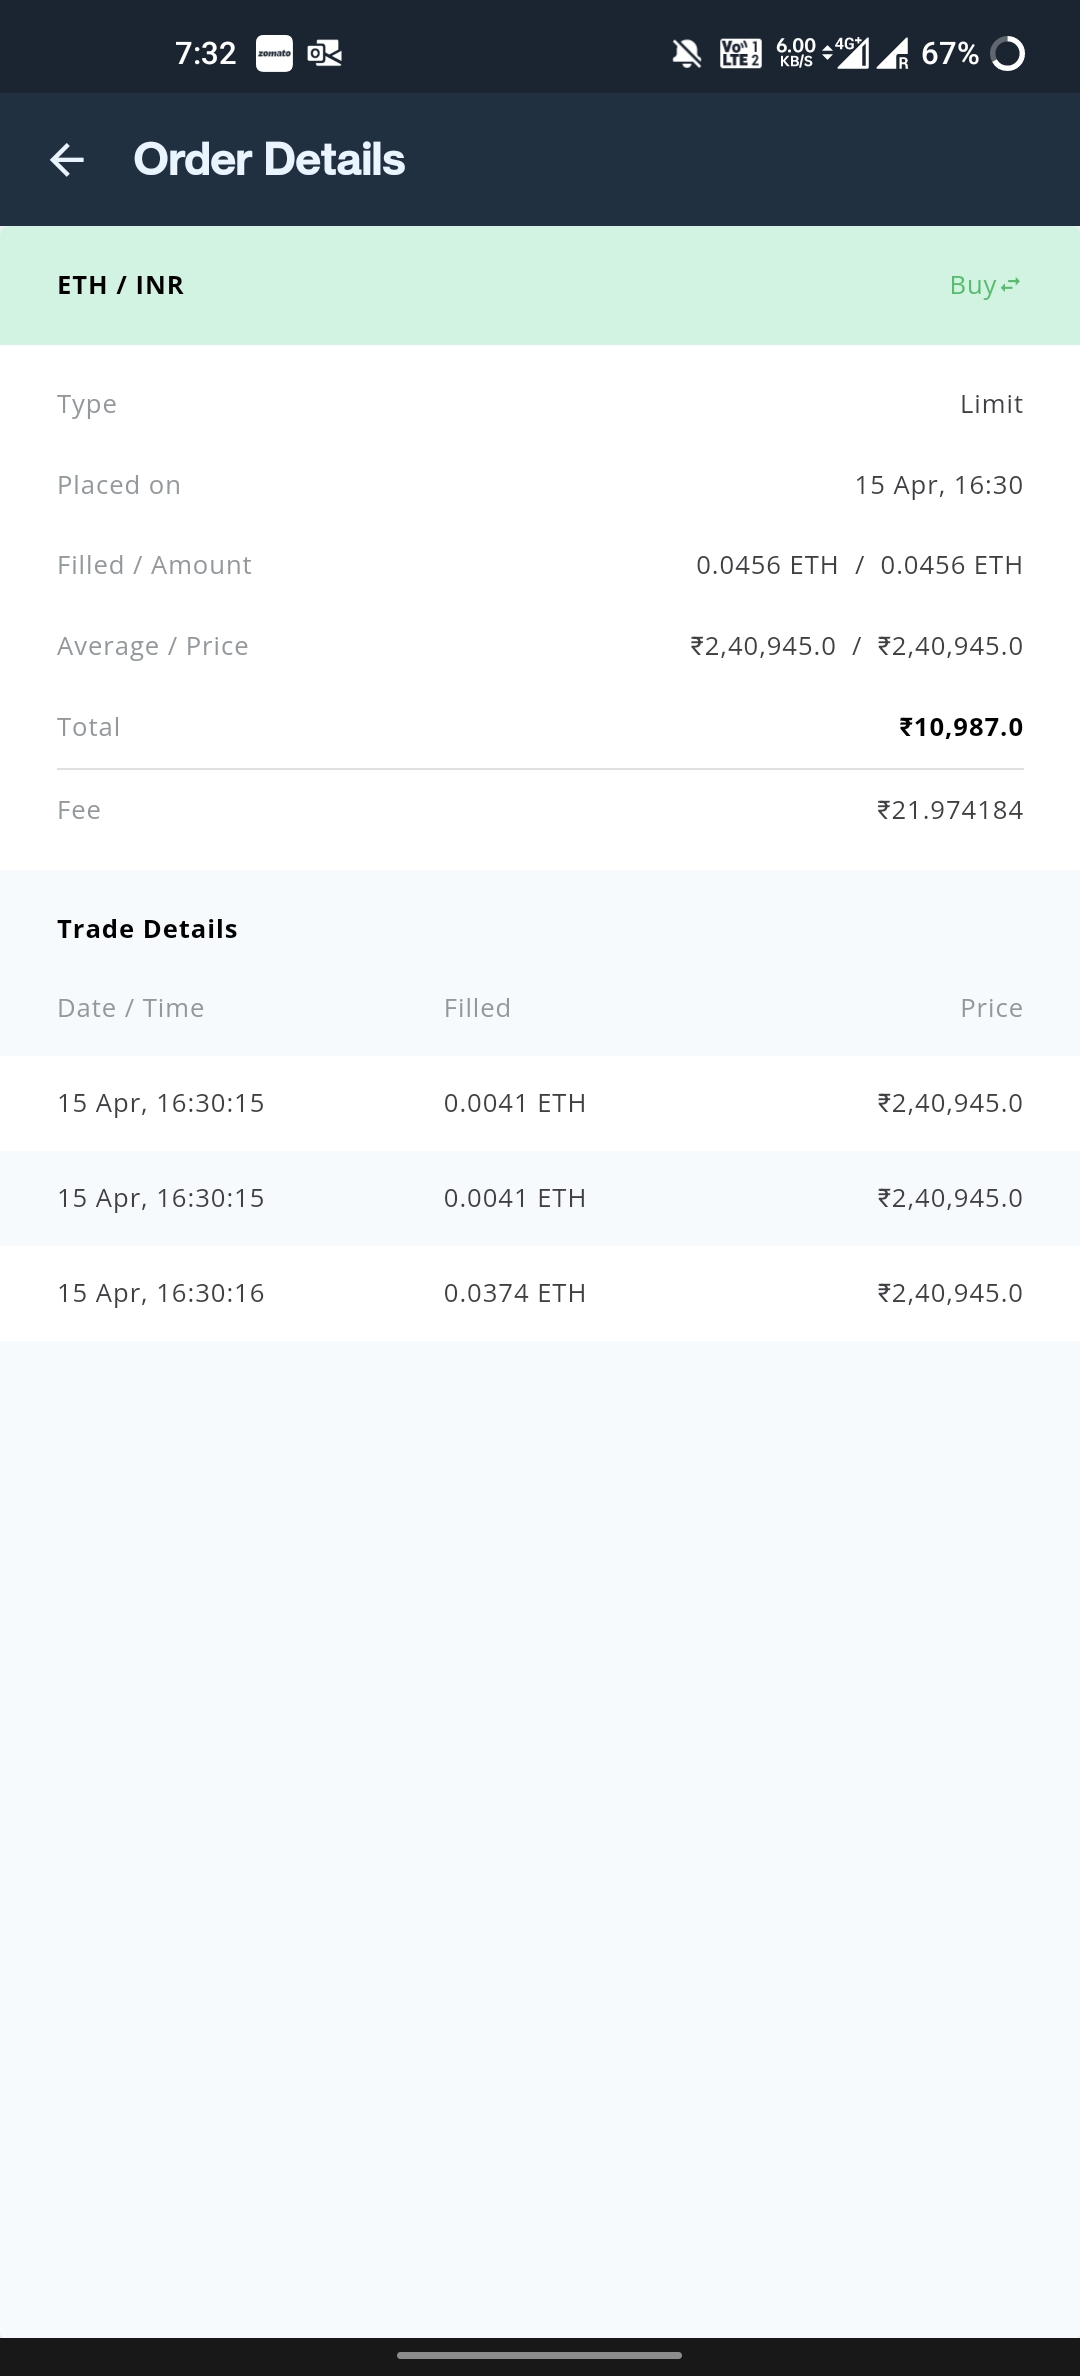 7:32 zomato Vo)) 1 LTE 2 6.00 KB/S 4G+ R 67%
Order Details
ETH / INR Buy
Type Limit
Placed on 15 Apr, 16:30
Filled / Amount 0.0456 ETH / 0.0456 ETH
Average / Price ₹2,40,945.0 / ₹2,40,945.0
Total ₹10,987.0
Fee ₹21.974184
Trade Details
Date / Time Filled Price
15 Apr, 16:30:15 0.0041 ETH ₹2,40,945.0
15 Apr, 16:30:15 0.0041 ETH ₹2,40,945.0
15 Apr, 16:30:16 0.0374 ETH ₹2,40,945.0